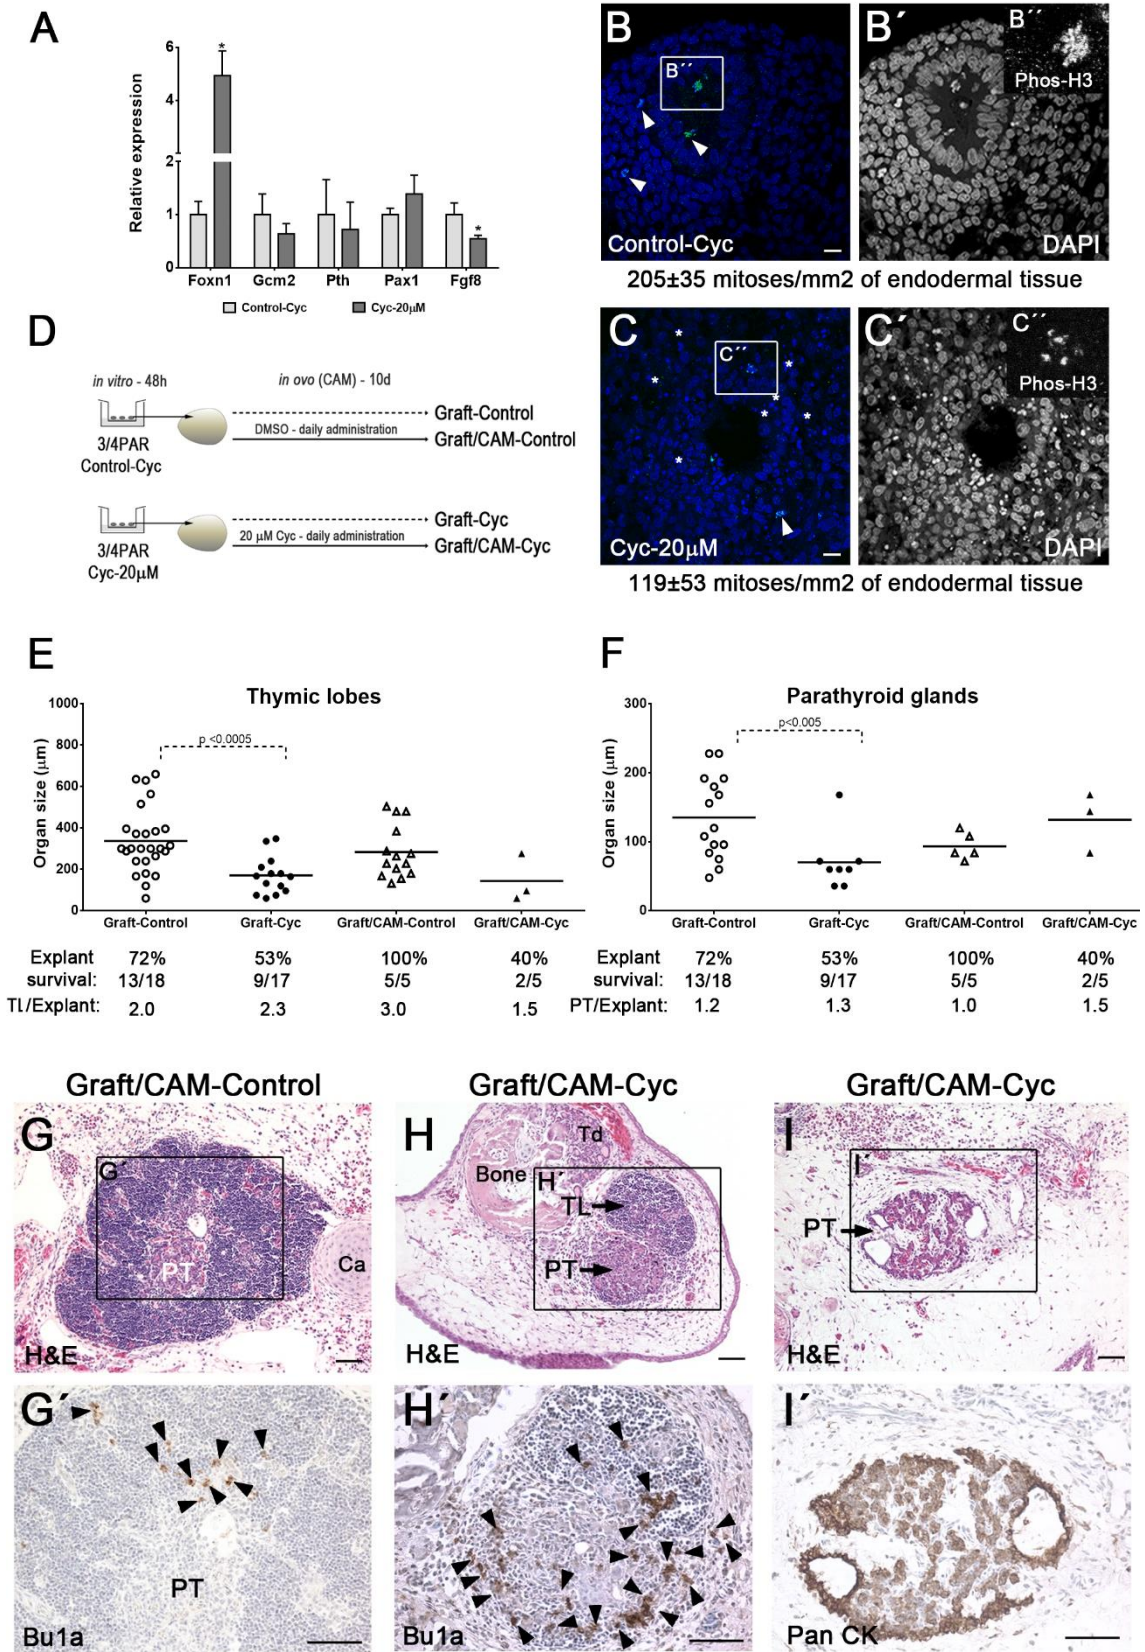 A
Relative expression
6
4
2
2
1
0
*
*
Foxn1 Gcm2 Pth Pax1 Fgf8
Control-Cyc Cyc-20µM
B
B´´
Control-Cyc
B´
B´´
Phos-H3
DAPI
205±35 mitoses/mm2 of endodermal tissue
C
C´´
* * * * * * *
Cyc-20µM
C´
C´´
Phos-H3
DAPI
119±53 mitoses/mm2 of endodermal tissue
D
in vitro - 48h
in ovo (CAM) - 10d
3/4PAR
Control-Cyc
Graft-Control
DMSO - daily administration
Graft/CAM-Control
3/4PAR
Cyc-20µM
Graft-Cyc
20 µM Cyc - daily administration
Graft/CAM-Cyc
E
Thymic lobes
Organ size (µm)
1000
800
600
400
200
0
p <0.0005
Graft-Control Graft-Cyc Graft/CAM-Control Graft/CAM-Cyc
Explant 72% 53% 100% 40%
survival: 13/18 9/17 5/5 2/5
TL/Explant: 2.0 2.3 3.0 1.5
F
Parathyroid glands
Organ size (µm)
300
200
100
0
p<0.005
Graft-Control Graft-Cyc Graft/CAM-Control Graft/CAM-Cyc
Explant 72% 53% 100% 40%
survival: 13/18 9/17 5/5 2/5
PT/Explant: 1.2 1.3 1.0 1.5
Graft/CAM-Control
G
G´
PT
Ca
H&E
Graft/CAM-Cyc
H
Td
Bone
H´
TL
PT
H&E
Graft/CAM-Cyc
I
I´
PT
H&E
G´
PT
Bu1a
H´
Bu1a
I´
Pan CK